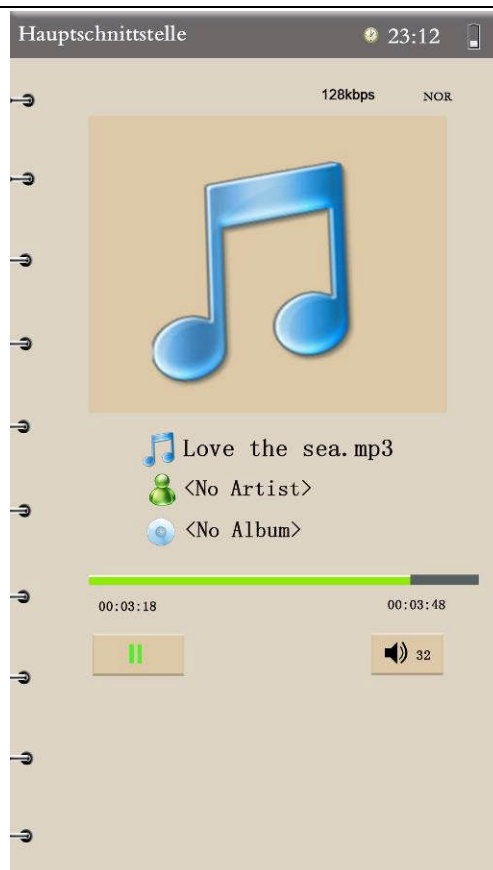 Hauptschnittstelle 23:12
128kbps NOR
Love the sea.mp3
<No Artist>
<No Album>
00:03:18 00:03:48
32